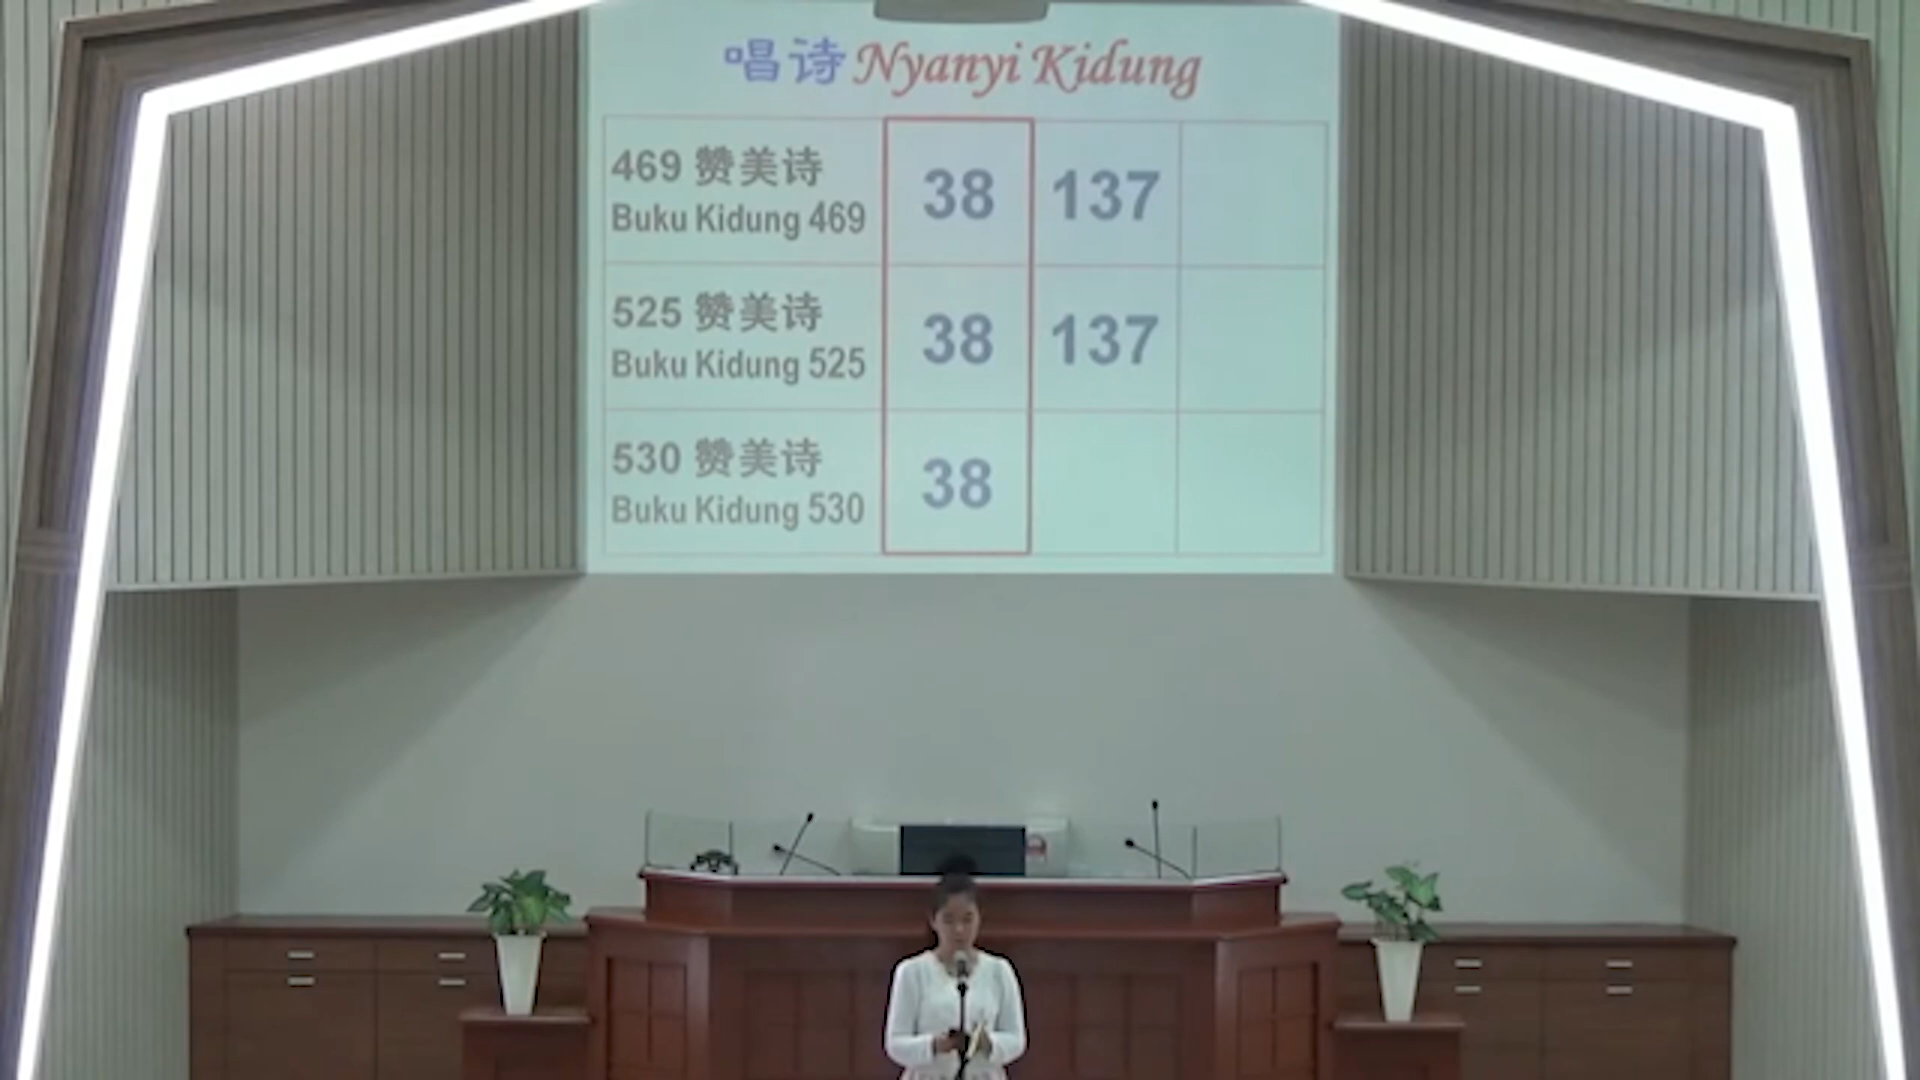 唱诗 Nyanyi Kidung
469 赞美诗
Buku Kidung 469
38
137
525 赞美诗
Buku Kidung 525
38
137
530 赞美诗
Buku Kidung 530
38